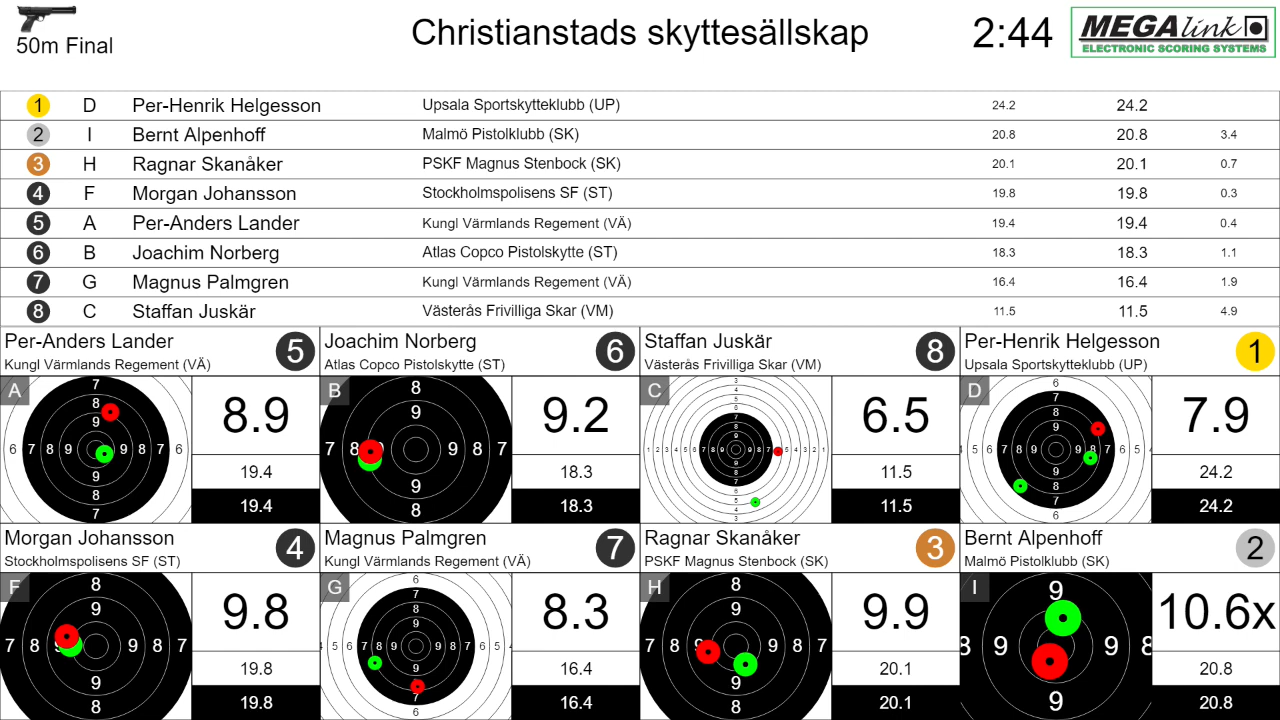 50m Final
Christianstads skyttesällskap
2:44
MEGAlink
ELECTRONIC SCORING SYSTEMS
1 D Per-Henrik Helgesson Upsala Sportskytteklubb (UP) 24.2 24.2
2 I Bernt Alpenhoff Malmö Pistolklubb (SK) 20.8 20.8 3.4
3 H Ragnar Skanåker PSKF Magnus Stenbock (SK) 20.1 20.1 0.7
4 F Morgan Johansson Stockholmspolisens SF (ST) 19.8 19.8 0.3
5 A Per-Anders Lander Kungl Värmlands Regement (VÄ) 19.4 19.4 0.4
6 B Joachim Norberg Atlas Copco Pistolskytte (ST) 18.3 18.3 1.1
7 G Magnus Palmgren Kungl Värmlands Regement (VÄ) 16.4 16.4 1.9
8 C Staffan Juskär Västerås Frivilliga Skar (VM) 11.5 11.5 4.9
Per-Anders Lander
Kungl Värmlands Regement (VÄ)
5
A
8.9
19.4
19.4
Joachim Norberg
Atlas Copco Pistolskytte (ST)
6
B
9.2
18.3
18.3
Staffan Juskär
Västerås Frivilliga Skar (VM)
8
C
6.5
11.5
11.5
Per-Henrik Helgesson
Upsala Sportskytteklubb (UP)
1
D
7.9
24.2
24.2
Morgan Johansson
Stockholmspolisens SF (ST)
4
F
9.8
19.8
19.8
Magnus Palmgren
Kungl Värmlands Regement (VÄ)
7
G
8.3
16.4
16.4
Ragnar Skanåker
PSKF Magnus Stenbock (SK)
3
H
9.9
20.1
20.1
Bernt Alpenhoff
Malmö Pistolklubb (SK)
2
I
10.6x
20.8
20.8